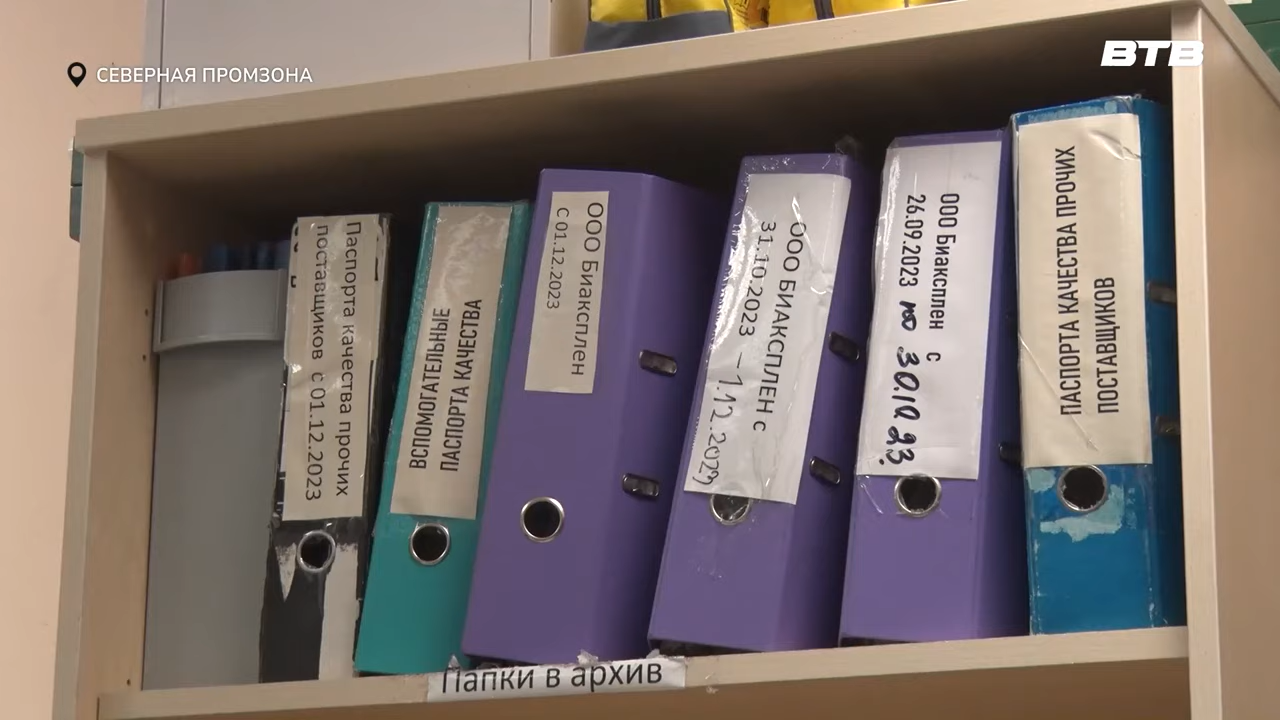 СЕВЕРНАЯ ПРОМЗОНА
ВТВ
Паспорта качества прочих
поставщиков с 01.12.2023
ВСПОМОГАТЕЛЬНЫЕ
ПАСПОРТА КАЧЕСТВА
ООО Биаксплен
с 01.12.2023
ООО БИАКСПЛЕН с
31.10.2023 – 1.12.2023
ООО Биаксплен с
26.09.2023 по 30.10.23.
ПАСПОРТА КАЧЕСТВА ПРОЧИХ
ПОСТАВЩИКОВ
Папки в архив